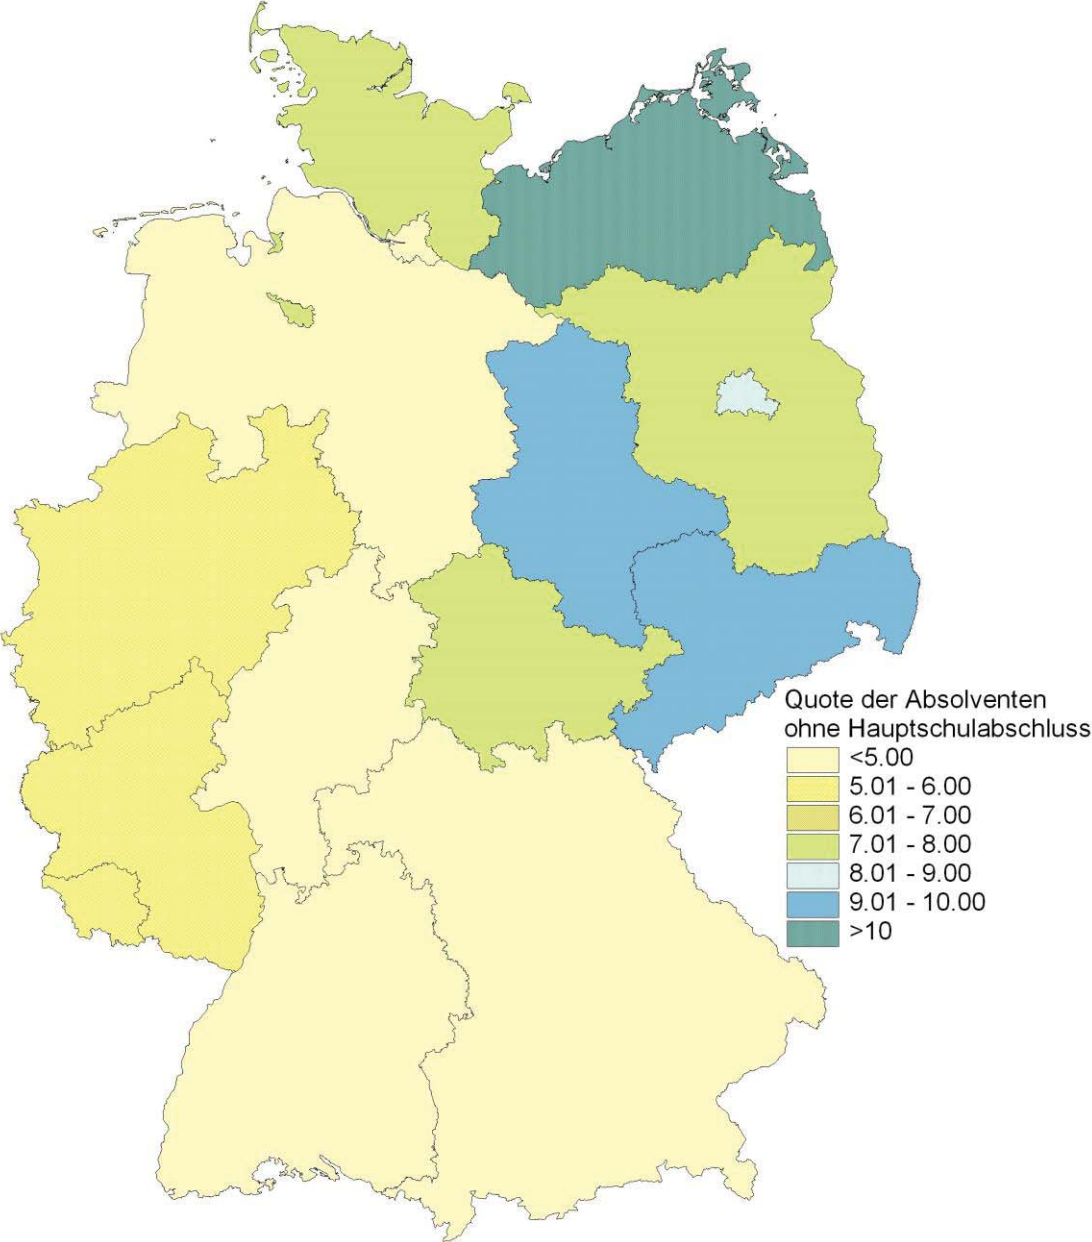 Quote der Absolventen
ohne Hauptschulabschluss
<5.00
5.01 - 6.00
6.01 - 7.00
7.01 - 8.00
8.01 - 9.00
9.01 - 10.00
>10